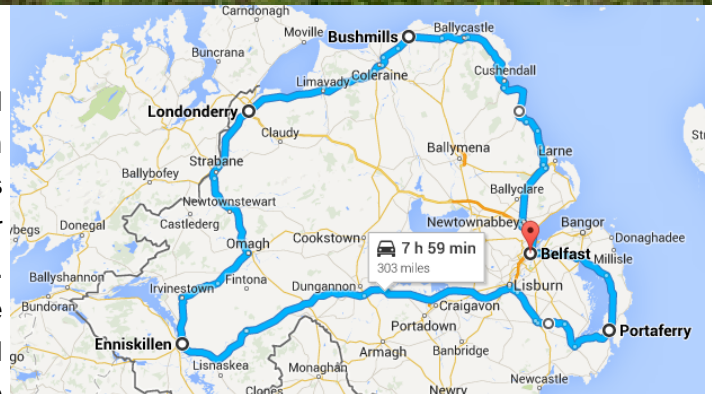 Carndonagh
Moville
Bushmills
Ballycastle
Buncrana
Cushendall
Limavady
Coleraine
Londonderry
Claudy
Strabane
Ballymena
Larne
Ballybofey
Newtownstewart
Ballyclare
Donegal
Castlederg
Newtownabbey
Bangor
Donaghadee
Cookstown
7 h 59 min
303 miles
Belfast
Millisle
Omagh
Ballyshannon
Irvinestown
Fintona
Dungannon
Lisburn
Bundoran
Craigavon
Portadown
Portaferry
Enniskillen
Armagh
Banbridge
Lisnaskea
Monaghan
Newcastle
Clones
Newry